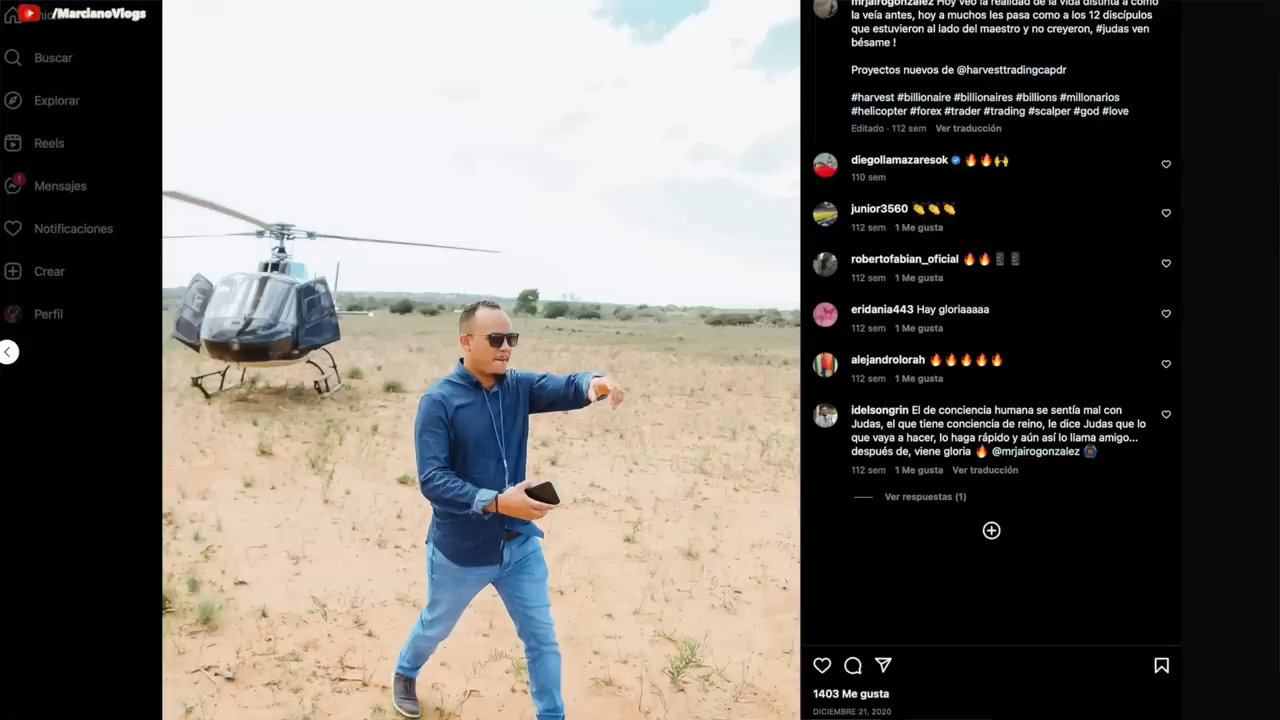 /MarcianoVlogs
Buscar
Explorar
Reels
1
Mensajes
Notificaciones
Crear
Perfil
mrjairogonzalez Hoy veo la realidad de la vida distinta a como
la veía antes, hoy a muchos les pasa como a los 12 discípulos
que estuvieron al lado del maestro y no creyeron, #judas ven
bésame !
Proyectos nuevos de @harvesttradingcapdr
#harvest #billionaire #billionaires #billions #millonarios
#helicopter #forex #trader #trading #scalper #god #love
Editado · 112 sem Ver traducción
diegollamazaresok 🔥🔥🙌
110 sem
junior3560 👏👏👏
112 sem 1 Me gusta
robertofabian_oficial 🔥🔥
112 sem 1 Me gusta
eridania443 Hay gloriaaaaa
112 sem 1 Me gusta
alejandrolorah 🔥🔥🔥🔥🔥
112 sem 1 Me gusta
idelsongrin El de conciencia humana se sentía mal con
Judas, el que tiene conciencia de reino, le dice Judas que lo
que vaya a hacer, lo haga rápido y aún así lo llama amigo...
después de, viene gloria 🔥 @mrjairogonzalez
112 sem 1 Me gusta Ver traducción
Ver respuestas (1)
1403 Me gusta
DICIEMBRE 21, 2020